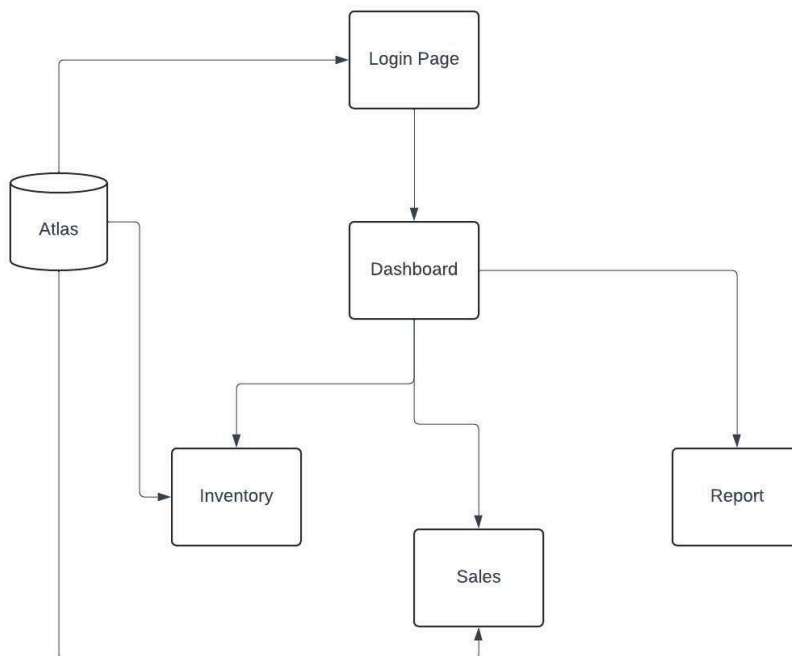 Login Page
Atlas
Dashboard
Inventory
Report
Sales